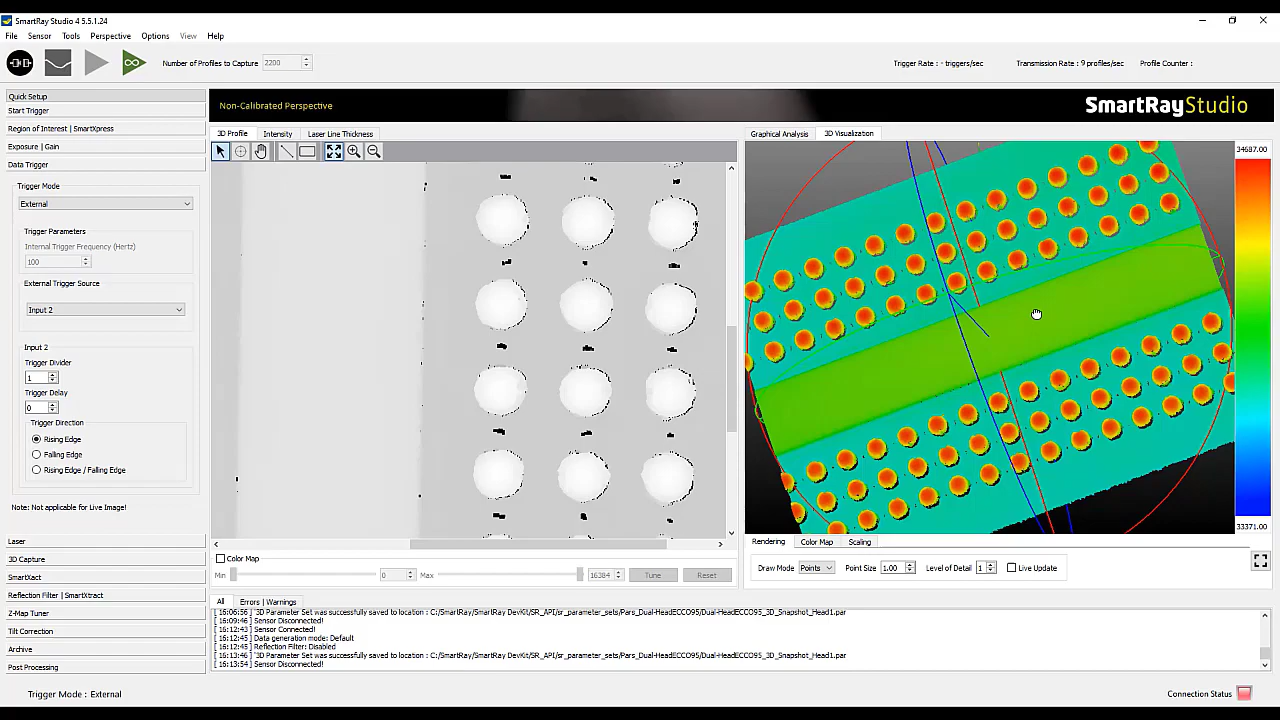 SmartRay Studio 4 5.5.1.24
File Sensor Tools Perspective Options View Help
Number of Profiles to Capture 2200 Trigger Rate : - triggers/sec Transmission Rate : 9 profiles/sec Profile Counter :
Quick Setup
Start Trigger
Region of Interest | SmartXpress
Exposure | Gain
Data Trigger
Trigger Mode
External
Trigger Parameters
Internal Trigger Frequency (Hertz)
100
External Trigger Source
Input 2
Input 2
Trigger Divider
1
Trigger Delay
0
Trigger Direction
Rising Edge
Falling Edge
Rising Edge / Falling Edge
Note: Not applicable for Live Image!
Laser
3D Capture
SmartXact
Reflection Filter | SmartXtract
Z-Map Tuner
Tilt Correction
Archive
Post Processing
Non-Calibrated Perspective
SmartRayStudio
3D Profile Intensity Laser Line Thickness
Graphical Analysis 3D Visualization
34687.00
33371.00
Color Map
Min 0 Max 16384 Tune Reset
Rendering Color Map Scaling
Draw Mode Points Point Size 1.00 Level of Detail 1 Live Update
All Errors | Warnings
[ 16:06:56 ] '3D Parameter Set was successfully saved to location : C:/SmartRay/SmartRay DevKit/SR_API/sr_parameter_sets/Pars_Dual-HeadECCO95/Dual-HeadECCO95_3D_Snapshot_Head1.par
[ 16:09:46 ] Sensor Disconnected!
[ 16:12:43 ] Sensor Connected!
[ 16:12:45 ] Data generation mode: Default
[ 16:12:45 ] Reflection Filter: Disabled
[ 16:13:46 ] '3D Parameter Set was successfully saved to location : C:/SmartRay/SmartRay DevKit/SR_API/sr_parameter_sets/Pars_Dual-HeadECCO95/Dual-HeadECCO95_3D_Snapshot_Head1.par
[ 16:13:54 ] Sensor Disconnected!
Trigger Mode : External
Connection Status